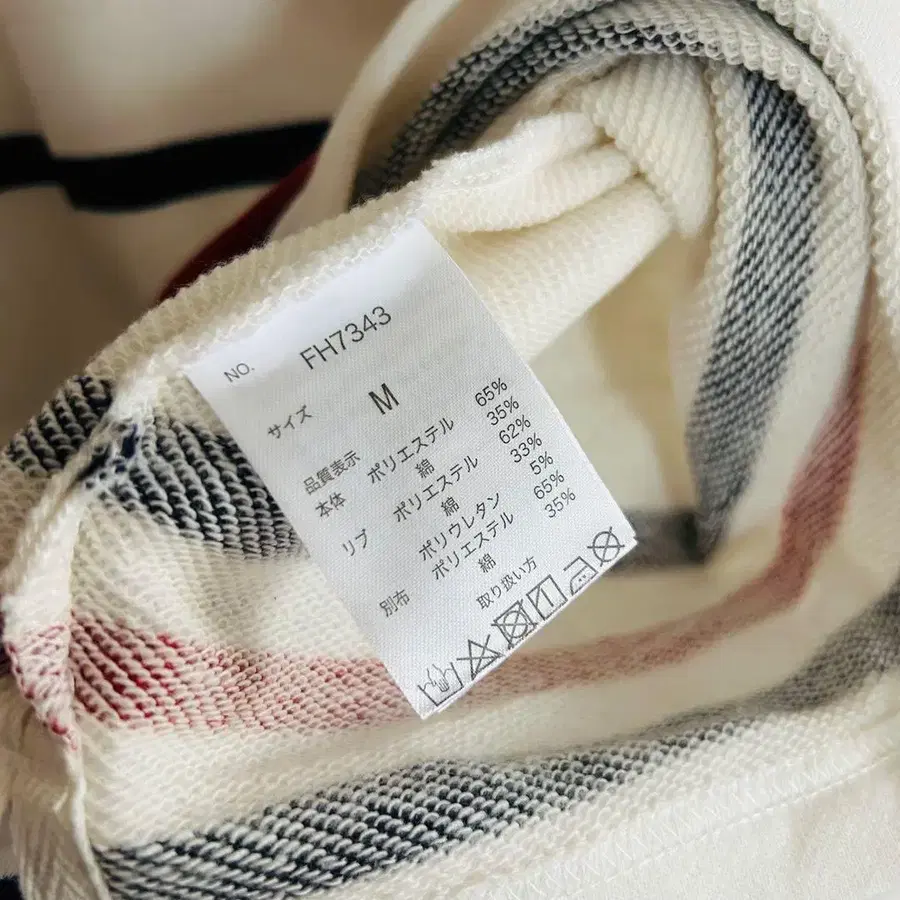 NO. FH7343
サイズ M
品質表示
本体 ポリエステル 65%
綿 35%
リブ ポリエステル 62%
綿 33%
ポリウレタン 5%
別布 ポリエステル 65%
綿 35%
取り扱い方